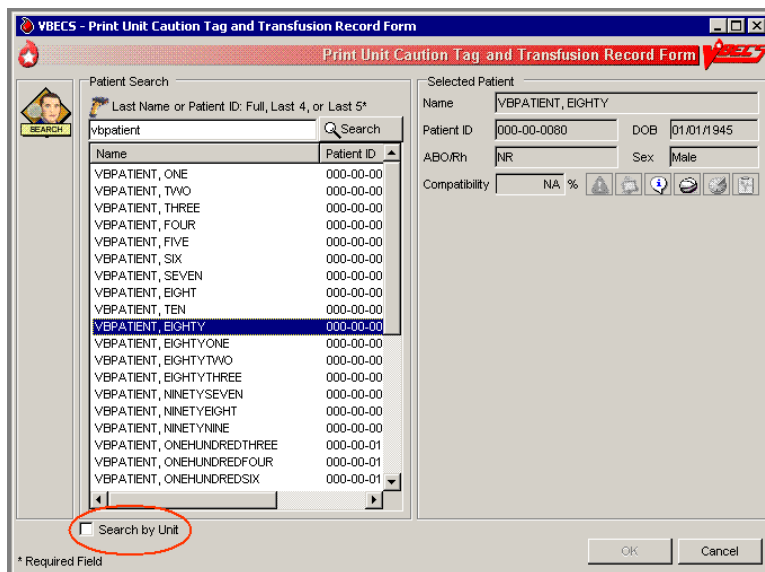 VBECS - Print Unit Caution Tag and Transfusion Record Form
Print Unit Caution Tag and Transfusion Record Form VBECS
SEARCH
Patient Search
Last Name or Patient ID: Full, Last 4, or Last 5*
vbpatient Search
Name Patient ID
VBPATIENT, ONE 000-00-00
VBPATIENT, TWO 000-00-00
VBPATIENT, THREE 000-00-00
VBPATIENT, FOUR 000-00-00
VBPATIENT, FIVE 000-00-00
VBPATIENT, SIX 000-00-00
VBPATIENT, SEVEN 000-00-00
VBPATIENT, EIGHT 000-00-00
VBPATIENT, TEN 000-00-00
VBPATIENT, EIGHTY 000-00-00
VBPATIENT, EIGHTYONE 000-00-00
VBPATIENT, EIGHTYTWO 000-00-00
VBPATIENT, EIGHTYTHREE 000-00-00
VBPATIENT, NINETYSEVEN 000-00-00
VBPATIENT, NINETYEIGHT 000-00-00
VBPATIENT, NINETYNINE 000-00-00
VBPATIENT, ONEHUNDREDTHREE 000-00-01
VBPATIENT, ONEHUNDREDFOUR 000-00-01
VBPATIENT, ONEHUNDREDSIX 000-00-01
Search by Unit
* Required Field
Selected Patient
Name VBPATIENT, EIGHTY
Patient ID 000-00-0080 DOB 01/01/1945
ABO/Rh NR Sex Male
Compatibility NA %
OK Cancel